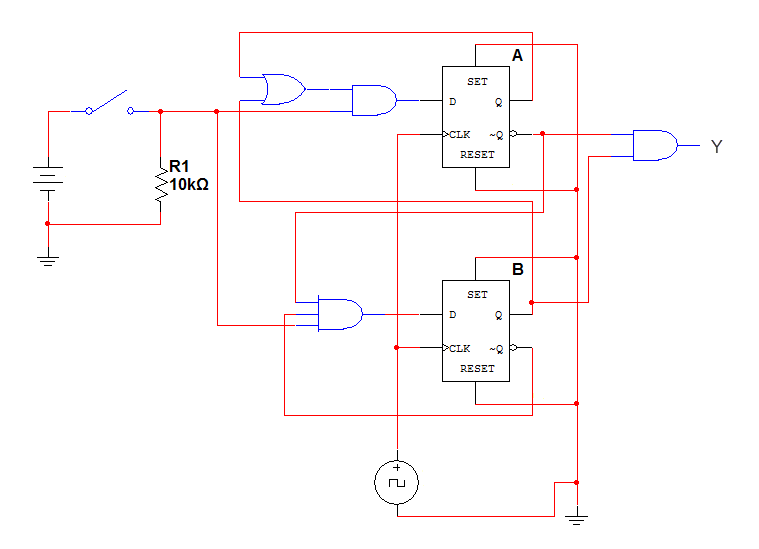 A
SET
D Q
CLK ~Q
RESET
Y
R1
10kΩ
B
SET
D Q
CLK ~Q
RESET